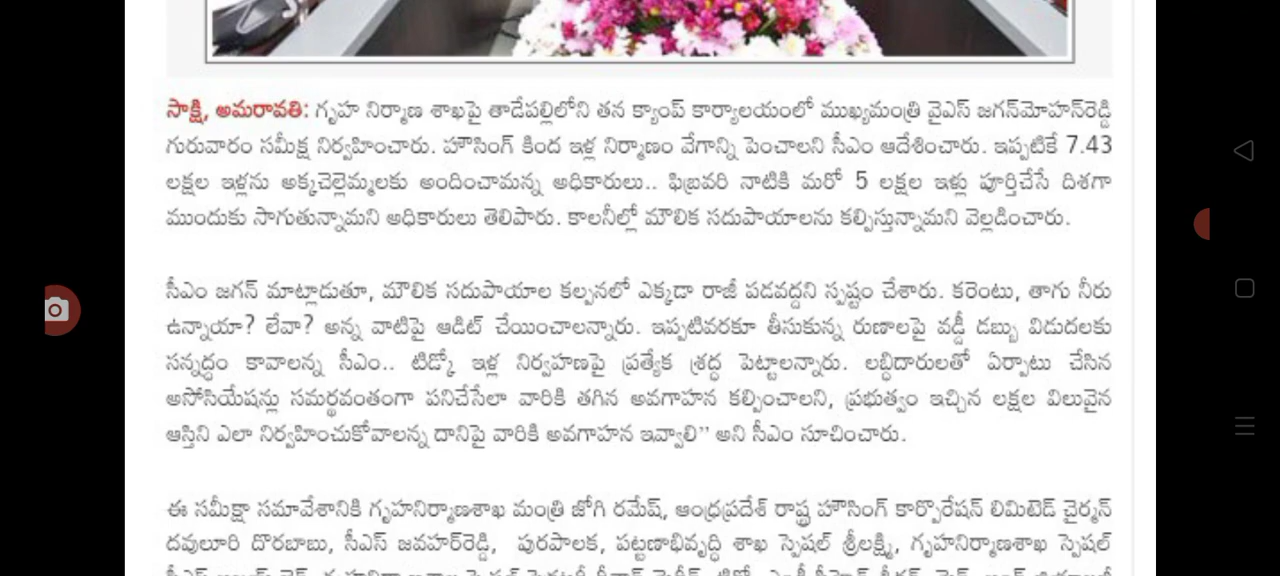 సాక్షి, అమరావతి: గృహ నిర్మాణ శాఖపై తాడేపల్లిలోని తన క్యాంప్ కార్యాలయంలో ముఖ్యమంత్రి వైఎస్ జగన్‌మోహన్‌రెడ్డి
గురువారం సమీక్ష నిర్వహించారు. హౌసింగ్ కింద ఇళ్ల నిర్మాణం వేగాన్ని పెంచాలని సీఎం ఆదేశించారు. ఇప్పటికే 7.43
లక్షల ఇళ్లను అక్కచెల్లెమ్మలకు అందించామన్న అధికారులు.. ఫిబ్రవరి నాటికి మరో 5 లక్షల ఇళ్లు పూర్తిచేసే దిశగా
ముందుకు సాగుతున్నామని అధికారులు తెలిపారు. కాలనీల్లో మౌలిక సదుపాయాలను కల్పిస్తున్నామని వెల్లడించారు.
సీఎం జగన్ మాట్లాడుతూ, మౌలిక సదుపాయాల కల్పనలో ఎక్కడా రాజీ పడవద్దని స్పష్టం చేశారు. కరెంటు, తాగు నీరు
ఉన్నాయా? లేవా? అన్న వాటిపై ఆడిట్ చేయించాలన్నారు. ఇప్పటివరకూ తీసుకున్న రుణాలపై వడ్డీ డబ్బు విడుదలకు
సన్నద్ధం కావాలన్న సీఎం.. టిడ్కో ఇళ్ల నిర్వహణపై ప్రత్యేక శ్రద్ధ పెట్టాలన్నారు. లబ్ధిదారులతో ఏర్పాటు చేసిన
అసోసియేషన్లు సమర్థవంతంగా పనిచేసేలా వారికి తగిన అవగాహన కల్పించాలని, ప్రభుత్వం ఇచ్చిన లక్షల విలువైన
ఆస్తిని ఎలా నిర్వహించుకోవాలన్న దానిపై వారికి అవగాహన ఇవ్వాలి’’ అని సీఎం సూచించారు.
ఈ సమీక్షా సమావేశానికి గృహనిర్మాణశాఖ మంత్రి జోగి రమేష్, ఆంధ్రప్రదేశ్ రాష్ట్ర హౌసింగ్ కార్పొరేషన్ లిమిటెడ్ చైర్మన్
దవులూరి దొరబాబు, సీఎస్ జవహర్‌రెడ్డి, పురపాలక, పట్టణాభివృద్ధి శాఖ స్పెషల్ శ్రీలక్ష్మి, గృహనిర్మాణశాఖ స్పెషల్